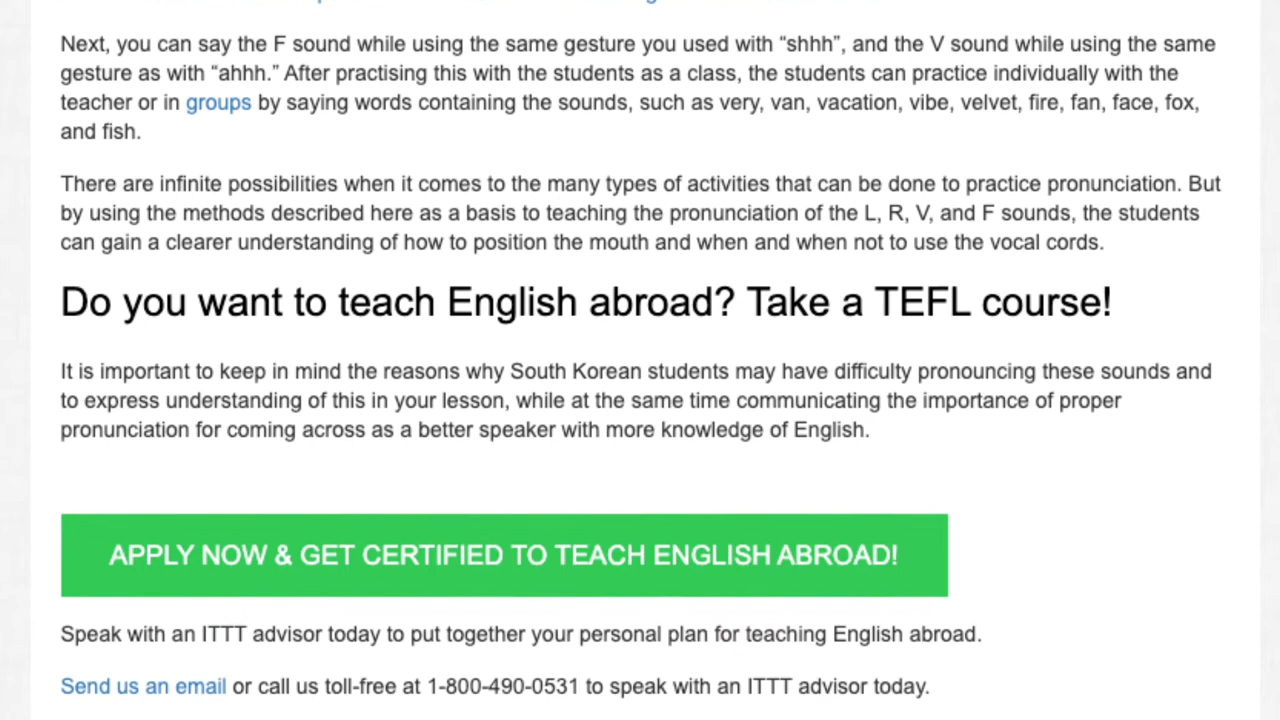 Next, you can say the F sound while using the same gesture you used with “shhh”, and the V sound while using the same
gesture as with “ahhh.” After practising this with the students as a class, the students can practice individually with the
teacher or in groups by saying words containing the sounds, such as very, van, vacation, vibe, velvet, fire, fan, face, fox,
and fish.
There are infinite possibilities when it comes to the many types of activities that can be done to practice pronunciation. But
by using the methods described here as a basis to teaching the pronunciation of the L, R, V, and F sounds, the students
can gain a clearer understanding of how to position the mouth and when and when not to use the vocal cords.
Do you want to teach English abroad? Take a TEFL course!
It is important to keep in mind the reasons why South Korean students may have difficulty pronouncing these sounds and
to express understanding of this in your lesson, while at the same time communicating the importance of proper
pronunciation for coming across as a better speaker with more knowledge of English.
APPLY NOW & GET CERTIFIED TO TEACH ENGLISH ABROAD!
Speak with an ITTT advisor today to put together your personal plan for teaching English abroad.
Send us an email or call us toll-free at 1-800-490-0531 to speak with an ITTT advisor today.